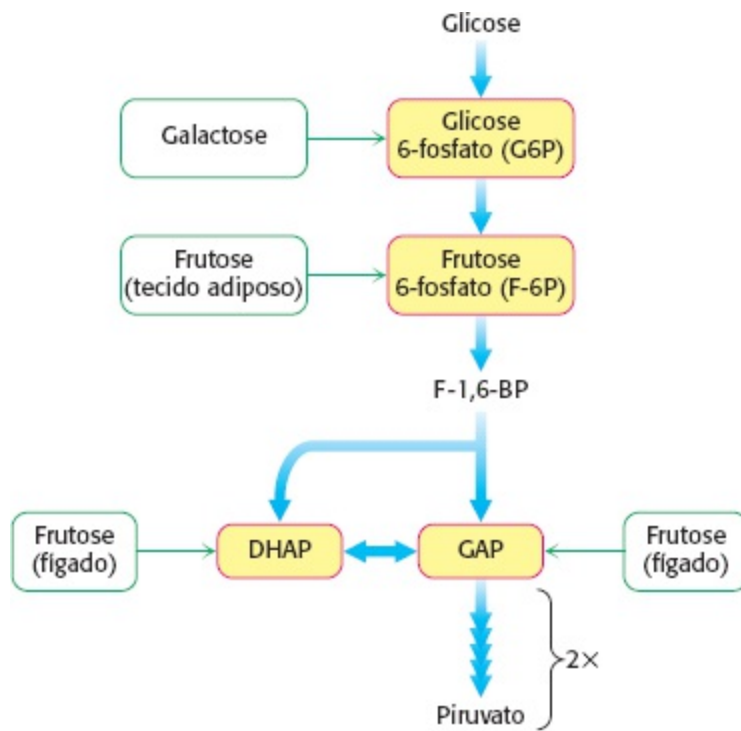 Glicose
Galactose
Glicose
6-fosfato (G6P)
Frutose
(tecido adiposo)
Frutose
6-fosfato (F-6P)
F-1,6-BP
Frutose
(fígado)
DHAP
GAP
Frutose
(fígado)
2×
Piruvato